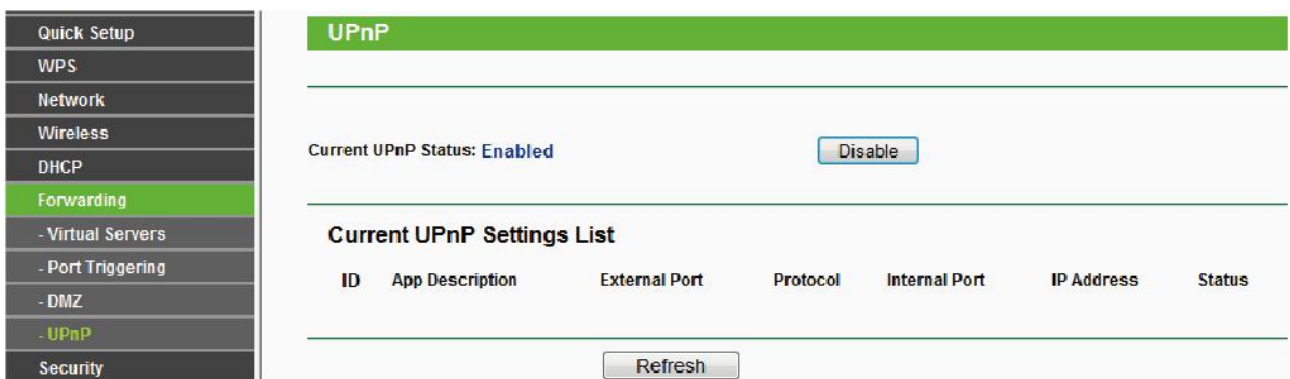 Quick Setup
WPS
Network
Wireless
DHCP
Forwarding
- Virtual Servers
- Port Triggering
- DMZ
- UPnP
Security
UPnP
Current UPnP Status: Enabled Disable
Current UPnP Settings List
ID App Description External Port Protocol Internal Port IP Address Status
Refresh